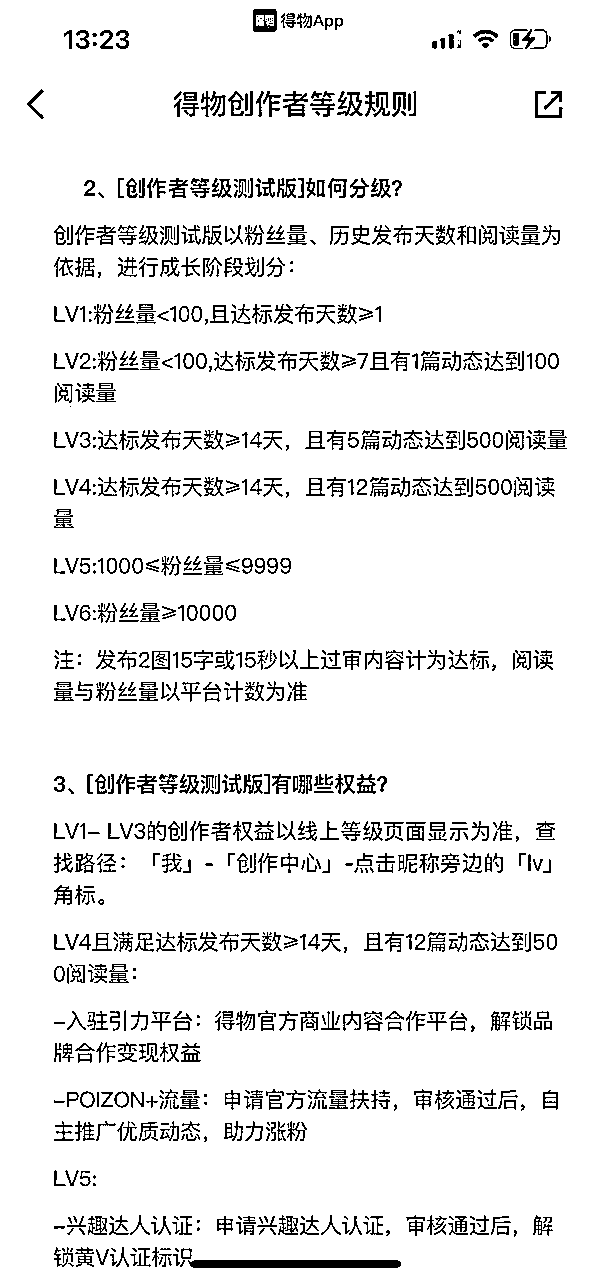 得物App
13:23
得物创作者等级规则
2、[创作者等级测试版]如何分级?
创作者等级测试版以粉丝量、历史发布天数和阅读量为
依据，进行成长阶段划分：
LV1:粉丝量<100,且达标发布天数≥1
LV2:粉丝量<100,达标发布天数≥7且有1篇动态达到100
阅读量
LV3:达标发布天数≥14天，且有5篇动态达到500阅读量
LV4:达标发布天数≥14天，且有12篇动态达到500阅读
量
LV5:1000≤粉丝量≤9999
LV6:粉丝量≥10000
注：发布2图15字或15秒以上过审内容计为达标，阅读
量与粉丝量以平台计数为准
3、[创作者等级测试版]有哪些权益?
LV1– LV3的创作者权益以线上等级页面显示为准，查
找路径：「我」-「创作中心」-点击昵称旁边的「lv」
角标。
LV4且满足达标发布天数≥14天，且有12篇动态达到50
0阅读量：
–入驻引力平台：得物官方商业内容合作平台，解锁品
牌合作变现权益
–POIZON+流量：申请官方流量扶持，审核通过后，自
主推广优质动态，助力涨粉
LV5:
–兴趣达人认证：申请兴趣达人认证，审核通过后，解
锁黄V认证标识